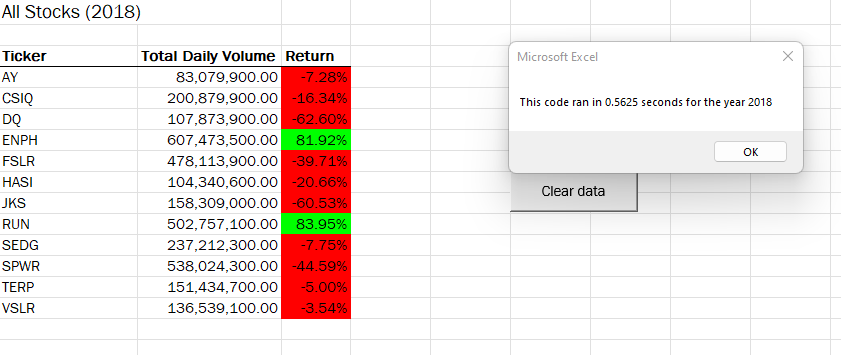 All Stocks (2018)
Ticker Total Daily Volume Return
AY 83,079,900.00 -7.28%
CSIQ 200,879,900.00 -16.34%
DQ 107,873,900.00 -62.60%
ENPH 607,473,500.00 81.92%
FSLR 478,113,900.00 -39.71%
HASI 104,340,600.00 -20.66%
JKS 158,309,000.00 -60.53%
RUN 502,757,100.00 83.95%
SEDG 237,212,300.00 -7.75%
SPWR 538,024,300.00 -44.59%
TERP 151,434,700.00 -5.00%
VSLR 136,539,100.00 -3.54%
Microsoft Excel
This code ran in 0.5625 seconds for the year 2018
OK
Clear data